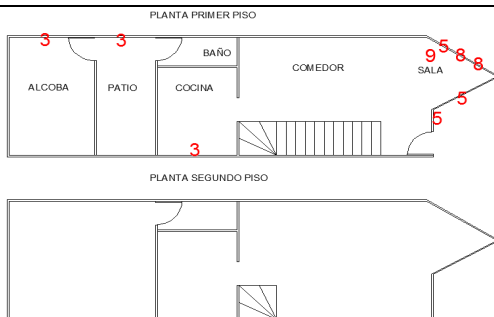 PLANTA PRIMER PISO
3 3 5
BAÑO 9 8
COMEDOR SALA 8
ALCOBA PATIO COCINA 5
5
3
PLANTA SEGUNDO PISO